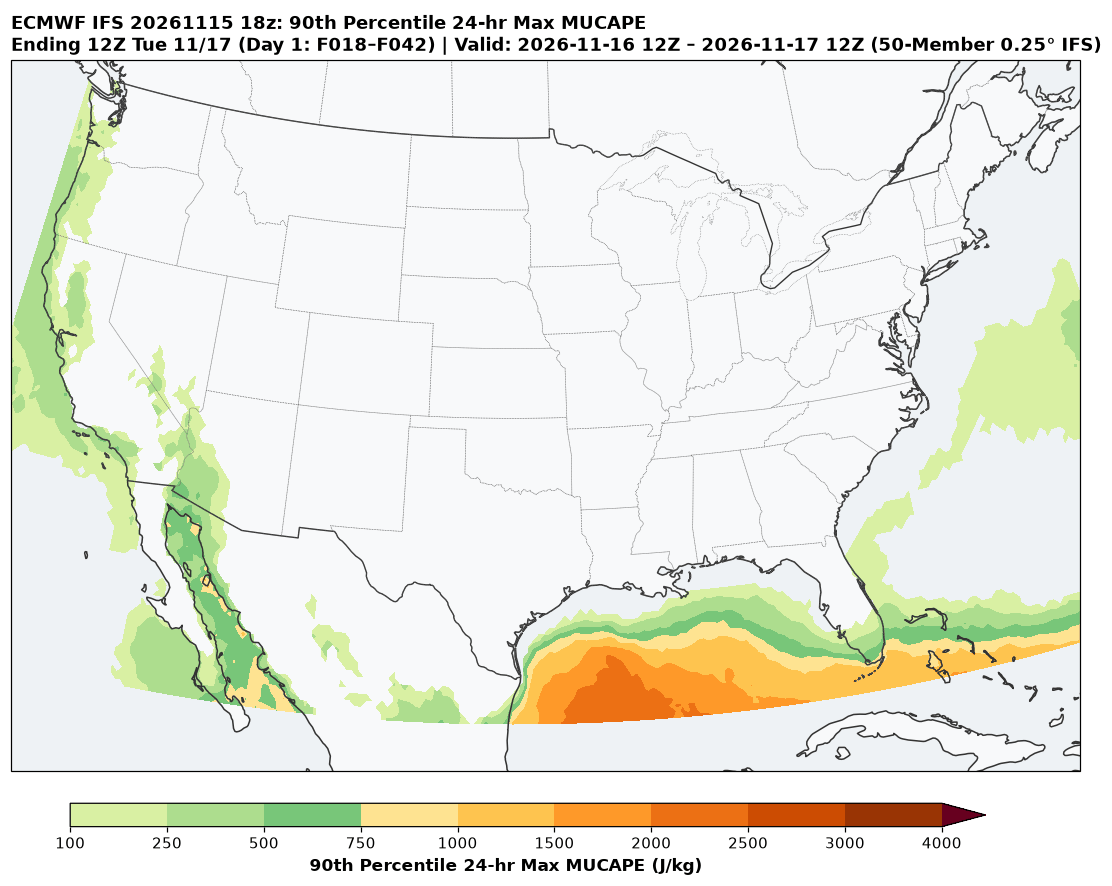 ECMWF IFS 20261115 18z: 90th Percentile 24-hr Max MUCAPE
Ending 12Z Tue 11/17 (Day 1: F018–F042) | Valid: 2026-11-16 12Z – 2026-11-17 12Z (50-Member 0.25° IFS)
100 250 500 750 1000 1500 2000 2500 3000 4000
90th Percentile 24-hr Max MUCAPE (J/kg)